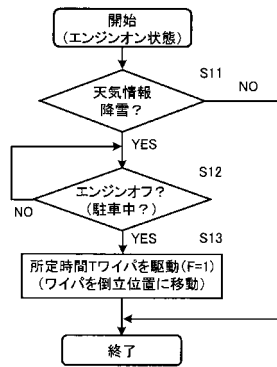 開始
(エンジンオン状態)
S11
天気情報
降雪?
NO
YES
S12
エンジンオフ?
(駐車中?)
NO
YES
S13
所定時間Tワイパを駆動(F=1)
(ワイパを倒立位置に移動)
終了